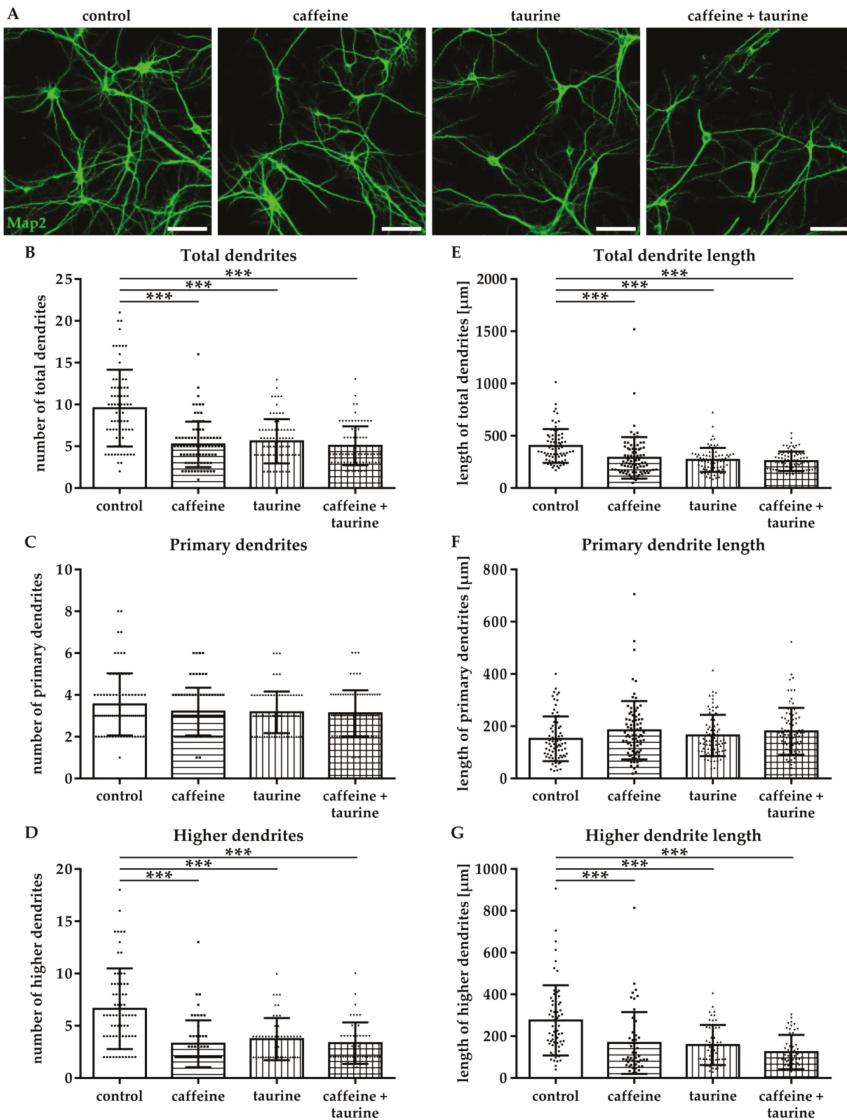 A
control caffeine taurine caffeine + taurine
Map2
B
Total dendrites
*** 
***
***
number of total dendrites
25
20
15
10
5
0
control caffeine taurine caffeine +
taurine
E
Total dendrite length
***
***
***
length of total dendrites [µm]
2000
1500
1000
500
0
control caffeine taurine caffeine +
taurine
C
Primary dendrites
number of primary dendrites
10
8
6
4
2
0
control caffeine taurine caffeine +
taurine
F
Primary dendrite length
length of primary dendrites [µm]
800
600
400
200
0
control caffeine taurine caffeine +
taurine
D
Higher dendrites
***
***
***
number of higher dendrites
20
15
10
5
0
control caffeine taurine caffeine +
taurine
G
Higher dendrite length
***
***
***
length of higher dendrites [µm]
1000
800
600
400
200
0
control caffeine taurine caffeine +
taurine